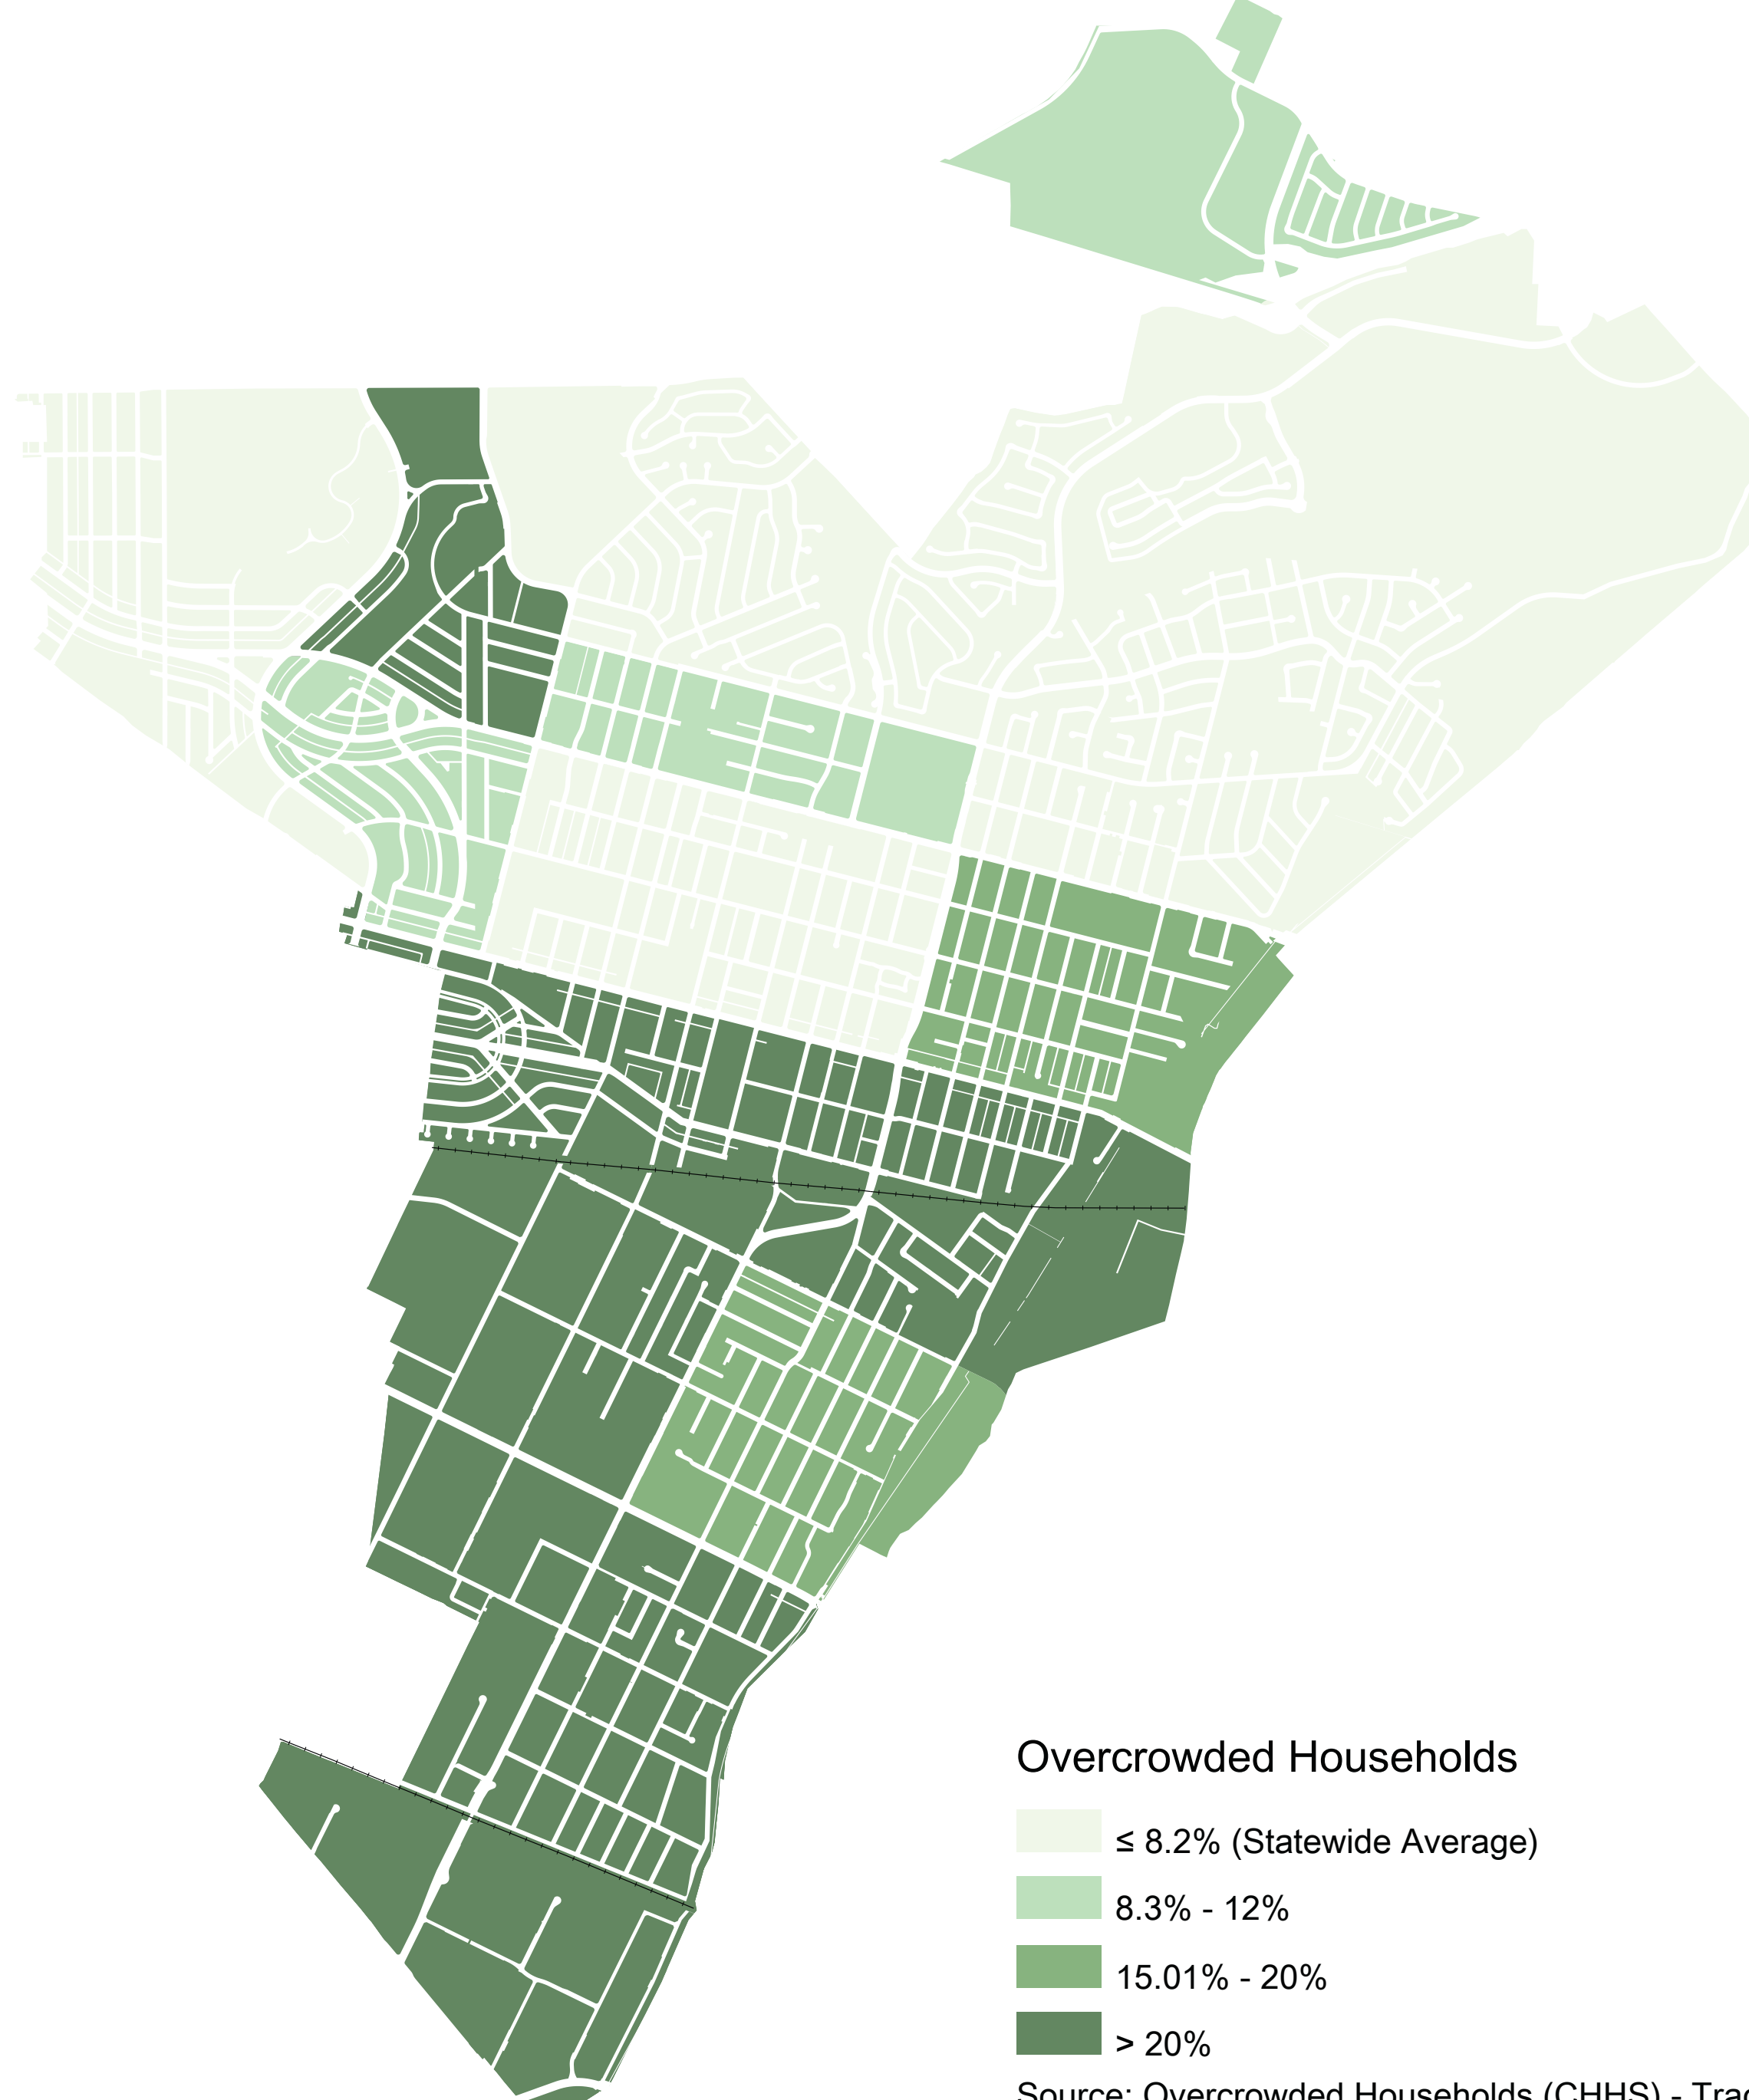 Overcrowded Households
≤ 8.2% (Statewide Average)
8.3% - 12%
15.01% - 20%
> 20%
Source: Overcrowded Households (CHHS) -